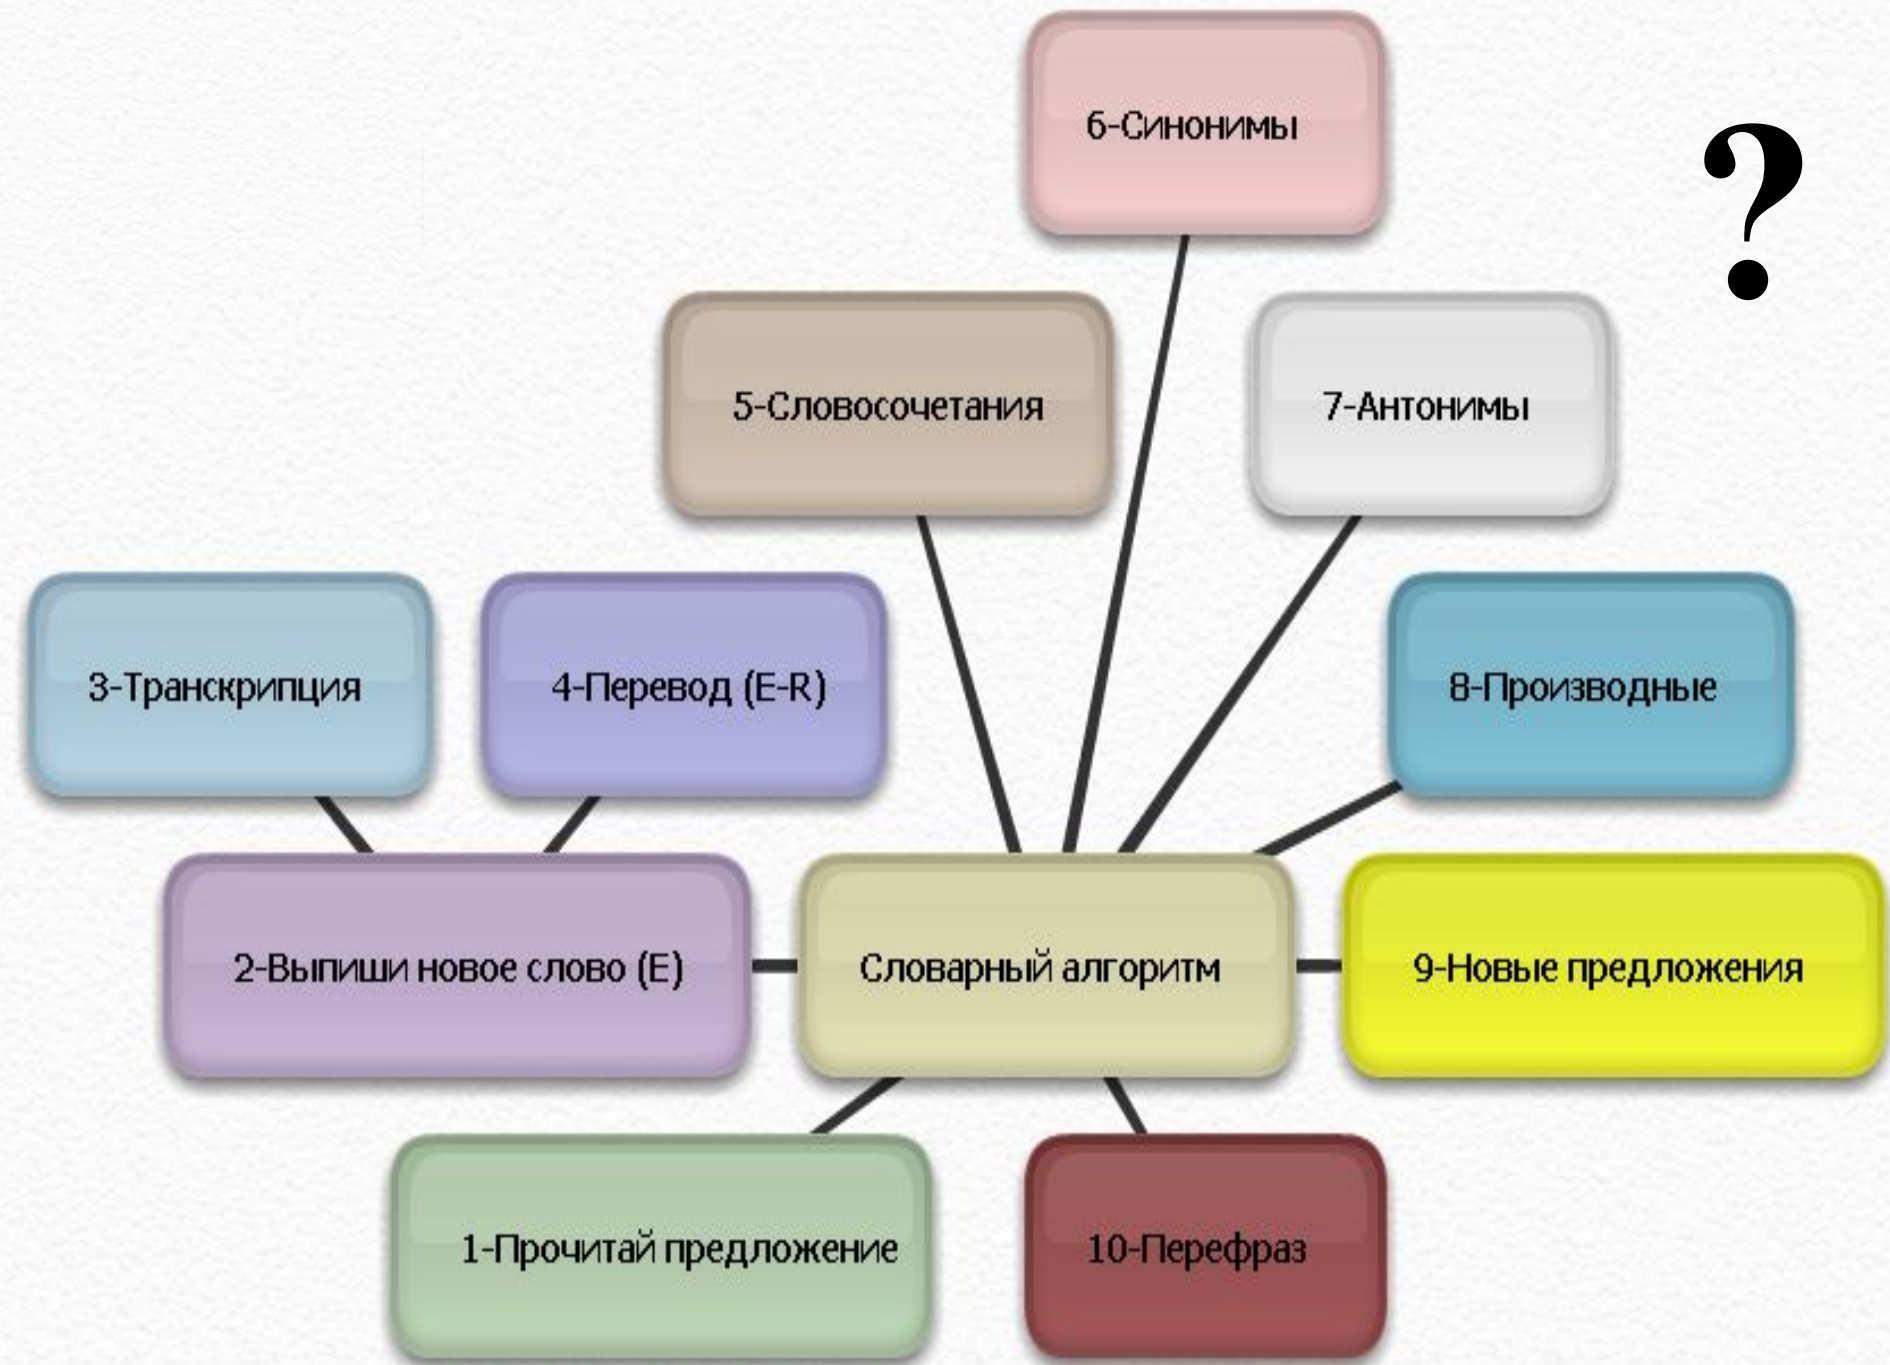 6-Синонимы
?
5-Словосочетания
7-Антонимы
3-Транскрипция
4-Перевод (E-R)
8-Производные
2-Выпиши новое слово (E)
Словарный алгоритм
9-Новые предложения
1-Прочитай предложение
10-Перефраз